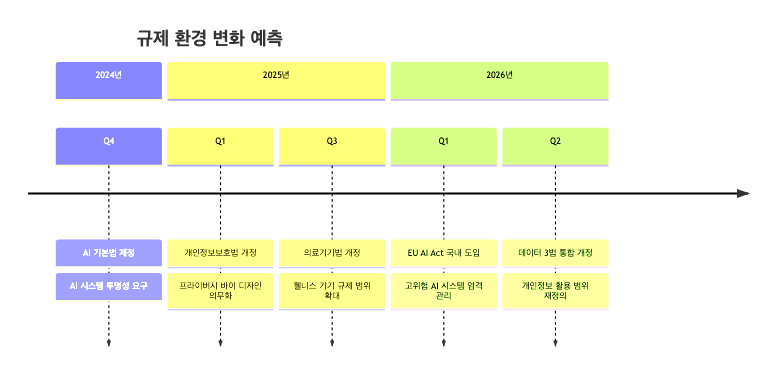 규제 환경 변화 예측
2024년
2025년
2026년
Q4
Q1
Q3
Q1
Q2
AI 기본법 제정
개인정보보호법 개정
의료기기법 개정
EU AI Act 국내 도입
데이터 3법 통합 개정
AI 시스템 투명성 요구
프라이버시 바이 디자인
의무화
웰니스 기기 규제 범위
확대
고위험 AI 시스템 엄격
관리
개인정보 활용 범위
재정의